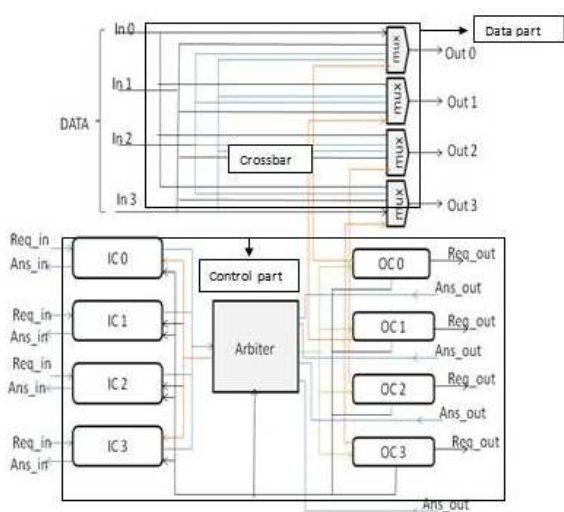 In 0
mux
Data part
Out 0
In 1
mux
Out 1
DATA
In 2
mux
Out 2
Crossbar
In 3
mux
Out 3
Req_in
Ans_in
IC 0
Control part
OC 0
Req_out
Ans_out
Req_in
Ans_in
IC 1
Arbiter
OC 1
Req_out
Ans_out
Req_in
Ans_in
IC 2
OC 2
Req_out
Ans_out
Req_in
Ans_in
IC 3
OC 3
Req_out
Ans_out